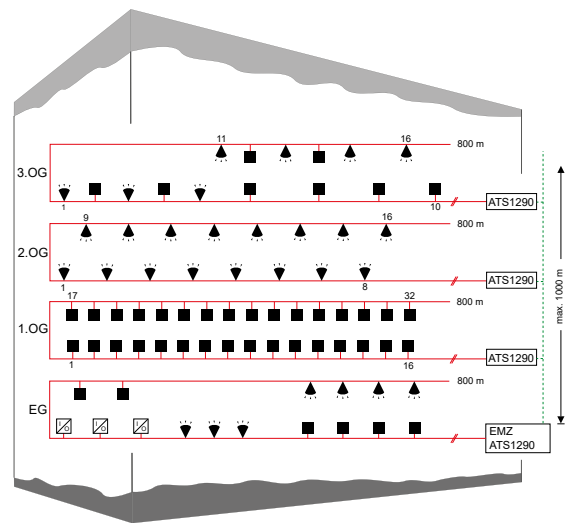 11
16
800 m
3.OG
1
10
ATS1290
9
16
800 m
2.OG
1
8
ATS1290
17
32
800 m
1.OG
1
16
ATS1290
max. 1000 m
800 m
EG
I
O
I
O
I
O
EMZ
ATS1290